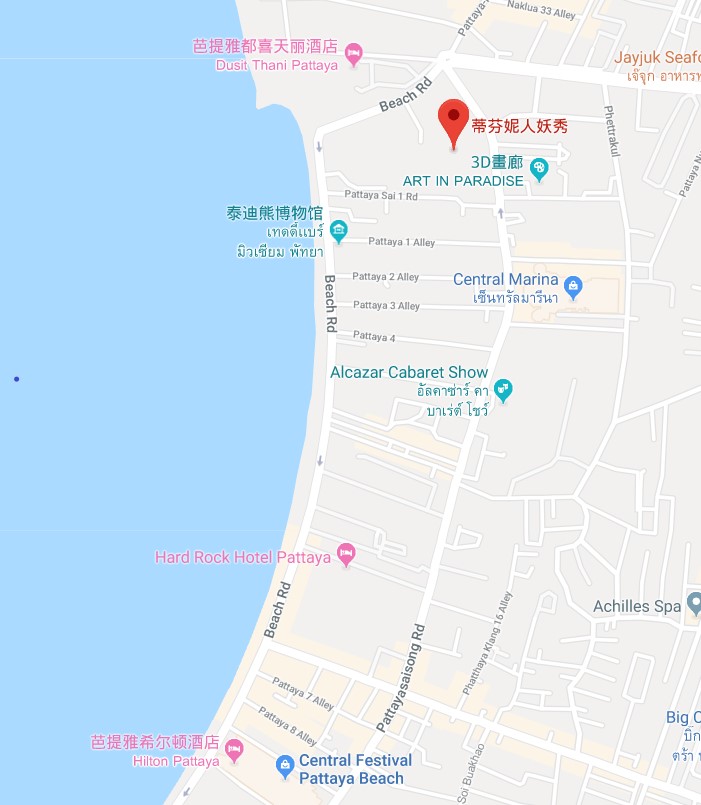 Naklua 33 Alley
Pattaya-
芭提雅都喜天丽酒店
Dusit Thani Pattaya
Jayjuk Seafo
เจ๊จุก อาหารท
Beach Rd
蒂芬妮人妖秀
Phettrakul
3D畫廊
ART IN PARADISE
Pattaya Na
Pattaya Sai 1 Rd
泰迪熊博物馆
เทดดี้แบร์
มิวเซียม พัทยา
Pattaya 1 Alley
Pattaya 2 Alley
Central Marina
เซ็นทรัลมารีนา
Beach Rd
Pattaya 3 Alley
Pattaya 4
Alcazar Cabaret Show
อัลคาซ่าร์ คา
บาเร่ต์ โชว์
Hard Rock Hotel Pattaya
Beach Rd
Achilles Spa
Phatthaya Klang 16 Alley
Pattayasaisong Rd
Pattaya 7 Alley
Pattaya 8 Alley
Big C
บิ๊ก
ตร้า
芭提雅希尔顿酒店
Hilton Pattaya
Central Festival
Pattaya Beach
Soi Buakhao